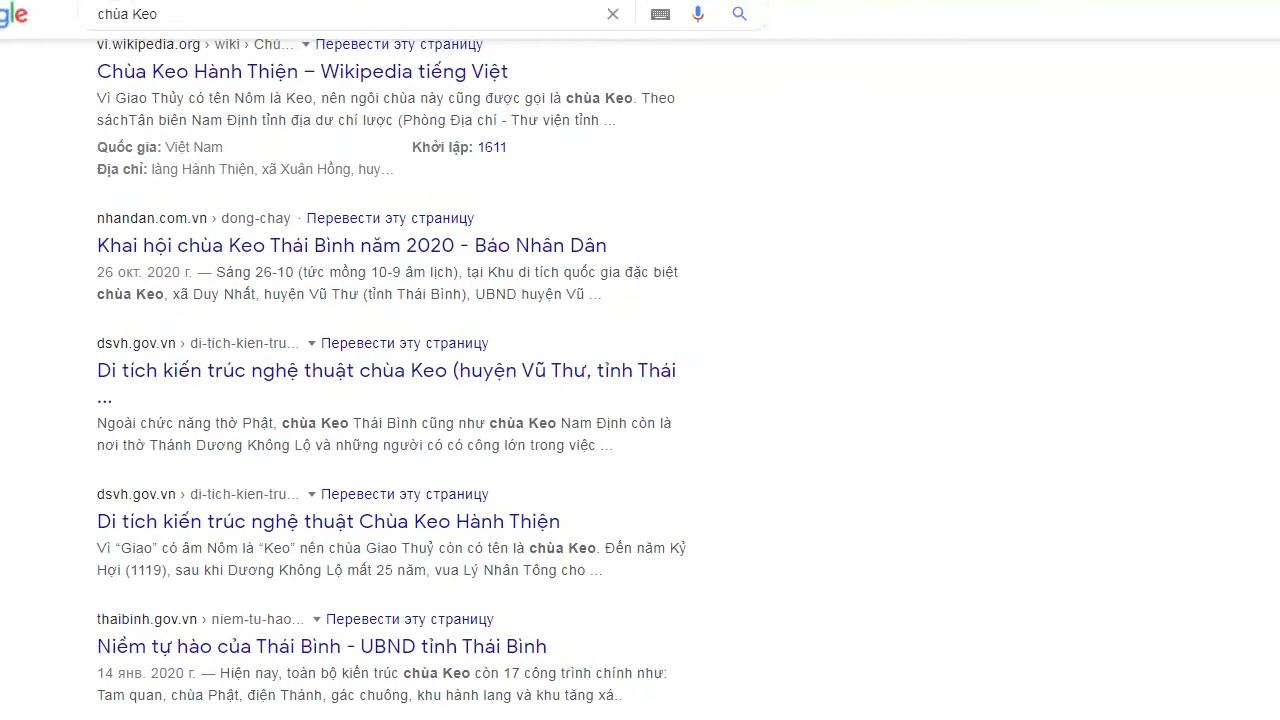 gle chùa Keo
vi.wikipedia.org › wiki › Chù... Перевести эту страницу
Chùa Keo Hành Thiện – Wikipedia tiếng Việt
Vì Giao Thủy có tên Nôm là Keo, nên ngôi chùa này cũng được gọi là chùa Keo. Theo
sáchTân biên Nam Định tỉnh địa dư chí lược (Phòng Địa chí - Thư viện tỉnh ...
Quốc gia: Việt Nam Khởi lập: 1611
Địa chỉ: làng Hành Thiện, xã Xuân Hồng, huy...
nhandan.com.vn › dong-chay · Перевести эту страницу
Khai hội chùa Keo Thái Bình năm 2020 - Báo Nhân Dân
26 окт. 2020 г. — Sáng 26-10 (tức mồng 10-9 âm lịch), tại Khu di tích quốc gia đặc biệt
chùa Keo, xã Duy Nhất, huyện Vũ Thư (tỉnh Thái Bình), UBND huyện Vũ ...
dsvh.gov.vn › di-tich-kien-tru... Перевести эту страницу
Di tích kiến trúc nghệ thuật chùa Keo (huyện Vũ Thư, tỉnh Thái
...
Ngoài chức năng thờ Phật, chùa Keo Thái Bình cũng như chùa Keo Nam Định còn là
nơi thờ Thánh Dương Không Lộ và những người có có công lớn trong việc ...
dsvh.gov.vn › di-tich-kien-tru... Перевести эту страницу
Di tích kiến trúc nghệ thuật Chùa Keo Hành Thiện
Vì “Giao” có âm Nôm là “Keo” nên chùa Giao Thuỷ còn có tên là chùa Keo. Đến năm Kỷ
Hợi (1119), sau khi Dương Không Lộ mất 25 năm, vua Lý Nhân Tông cho ...
thaibinh.gov.vn › niem-tu-hao... Перевести эту страницу
Niềm tự hào của Thái Bình - UBND tỉnh Thái Bình
14 янв. 2020 г. — Hiện nay, toàn bộ kiến trúc chùa Keo còn 17 công trình chính như:
Tam quan, chùa Phật, điện Thánh, gác chuông, khu hành lang và khu tăng xá..